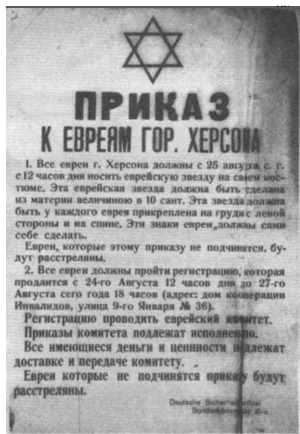 ПРИКАЗ
К ЕВРЕЯМ ГОР. ХЕРСОНА
1. Все евреи г. Херсона должны с 25 августа с. г.
с 12 часов дня носить еврейскую звезду на своем кос-
тюме. Эта еврейская звезда должна быть сделана
из материи величиною в 10 сант. Эта звезда должна
быть у каждого еврея прикреплена на груди с левой
стороны и на спине. Эти знаки евреи должны сами
себе сделать.
Евреи, которые этому приказу не подчинятся, бу-
дут расстреляны.
2. Все евреи должны пройти регистрацию, которая
продлится с 24-го Августа 12 часов дня до 27-го
Августа сего года 18 часов (адрес: дом кооперации
Инвалидов, улица 9-го Января № 36).
Регистрацию проводить еврейский комитет.
Приказы комитета подлежат исполнению.
Все имеющиеся деньги и ценности надлежат
доставке и передаче комитету.
Евреи которые не подчинятся приказу будут
расстреляны.
Deutsche Sicherheitspolizei